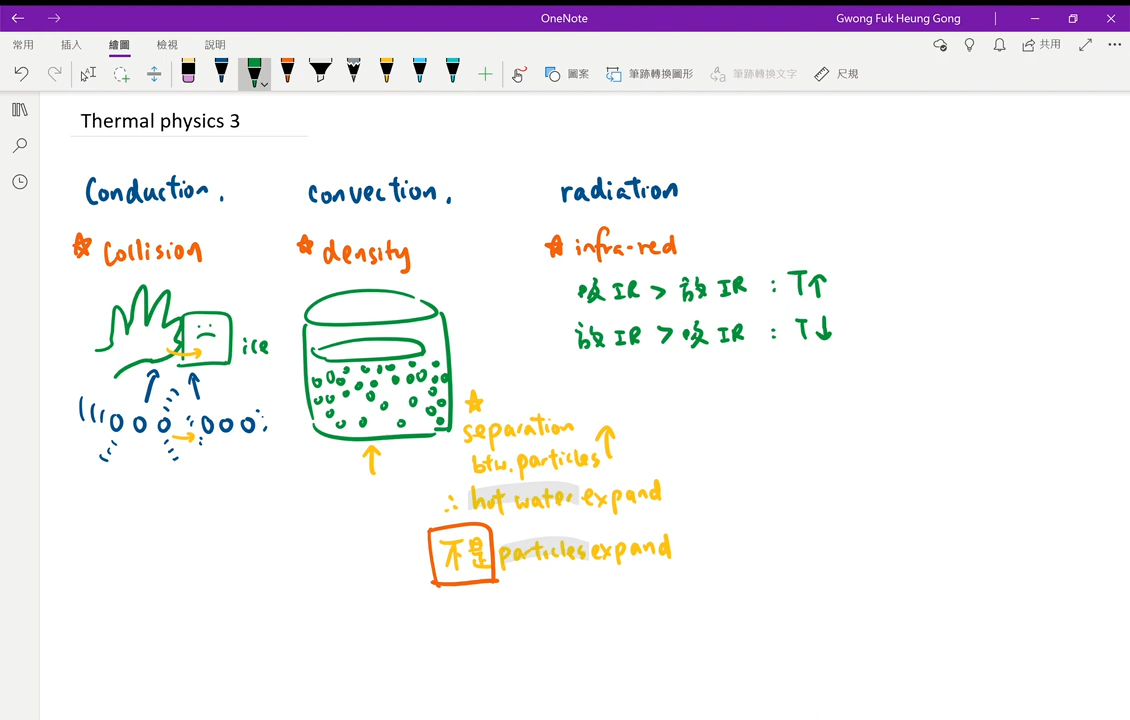 OneNote
Gwong Fuk Heung Gong
常用 插入 繪圖 檢視 說明
共用
圖案 筆跡轉換圖形 筆跡轉換文字 尺規
Thermal physics 3
Conduction. convection. radiation
☆ Collision ☆ density ☆ infra-red
吸 IR > 放 IR : T↑
放 IR > 吸 IR : T↓
ice
☆
separation ↑
btw. particles
∴ hot water expand
不是 particles expand